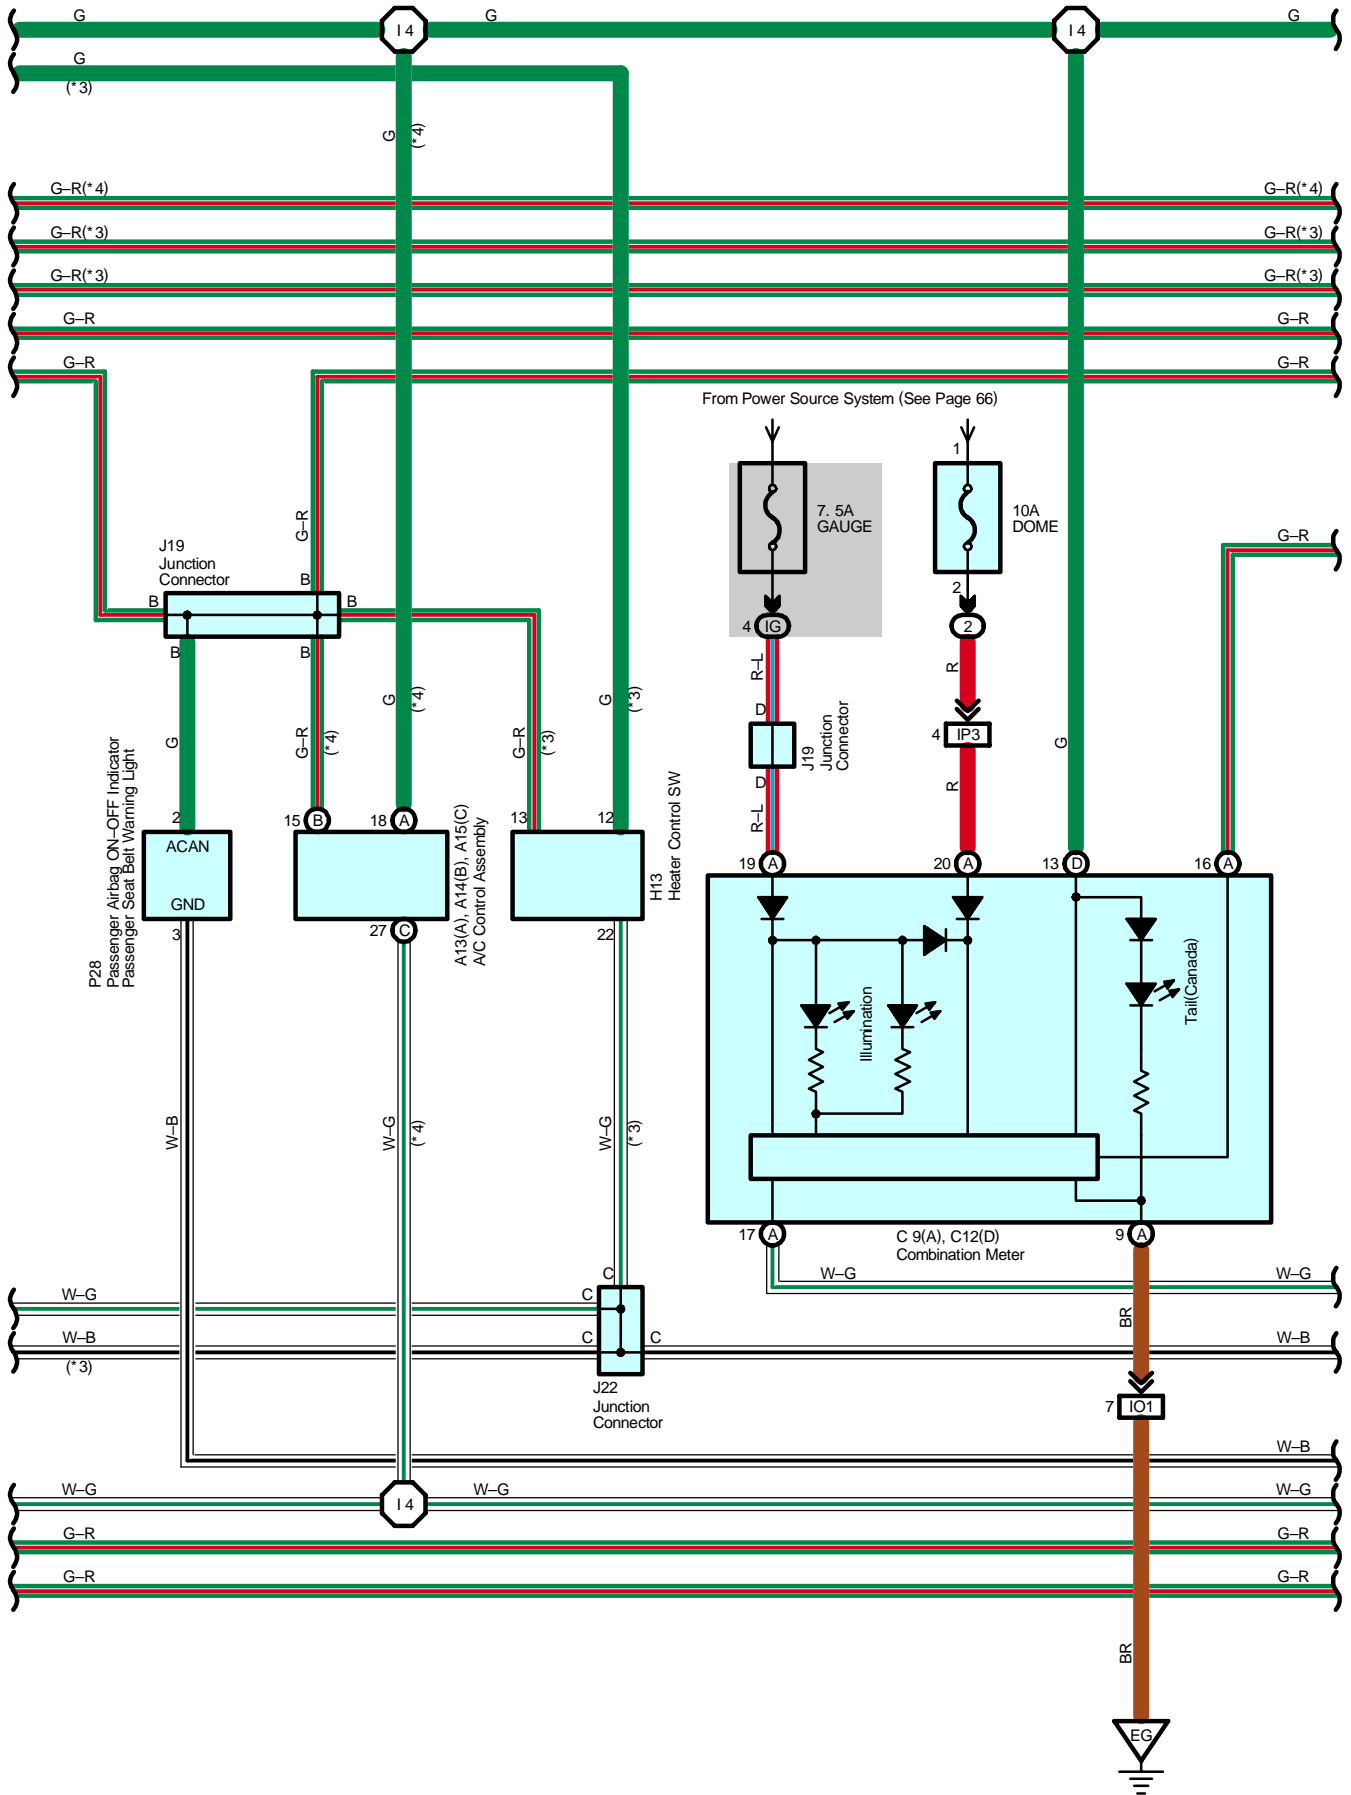 G
I 4
G
I 4
G
G
(*3)
G
(*4)
G–R(*4)
G–R(*4)
G–R(*3)
G–R(*3)
G–R(*3)
G–R(*3)
G–R
G–R
G–R
G–R
From Power Source System (See Page 66)
1
7. 5A
GAUGE
10A
DOME
G–R
G–R
J19
Junction
Connector
B
B
B
2
4
IG
2
B
B
R–L
R
G
(*4)
G
(*3)
D
J19
Junction
Connector
4
IP3
G
G–R
(*4)
G–R
(*3)
G
D
R
R–L
P28
Passenger Airbag ON–OFF Indicator
Passenger Seat Belt Warning Light
2
ACAN
GND
3
15
B
18
A
27
C
A13(A), A14(B), A15(C)
A/C Control Assembly
13
12
22
H13
Heater Control SW
19
A
20
A
13
D
16
A
Illumination
Tail(Canada)
W–B
W–G
(*4)
W–G
(*3)
17
A
C 9(A), C12(D)
Combination Meter
9
A
W–G
W–G
C
W–G
C
BR
W–B
(*3)
C
C
W–B
J22
Junction
Connector
7
IO1
W–B
W–G
I 4
W–G
W–G
G–R
G–R
G–R
G–R
BR
EG